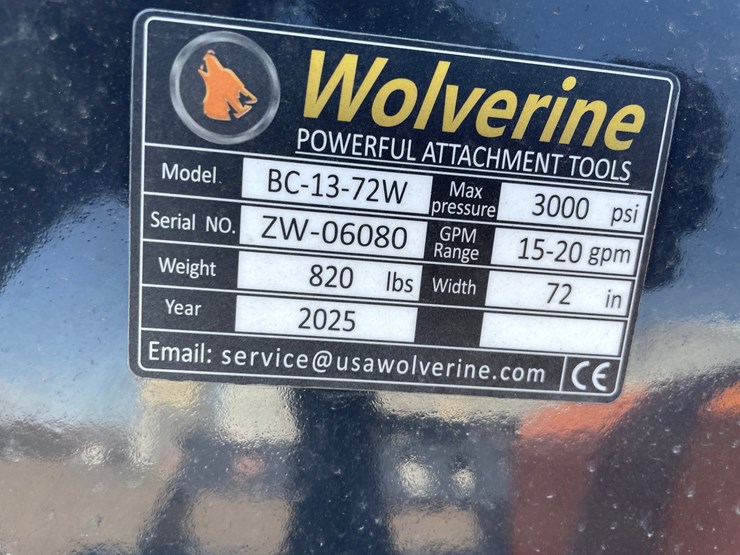 Wolverine
POWERFUL ATTACHMENT TOOLS
Model BC-13-72W Max pressure 3000 psi
Serial NO. ZW-06080 GPM Range 15-20 gpm
Weight 820 lbs Width 72 in
Year 2025
Email: service@usawolverine.com CE